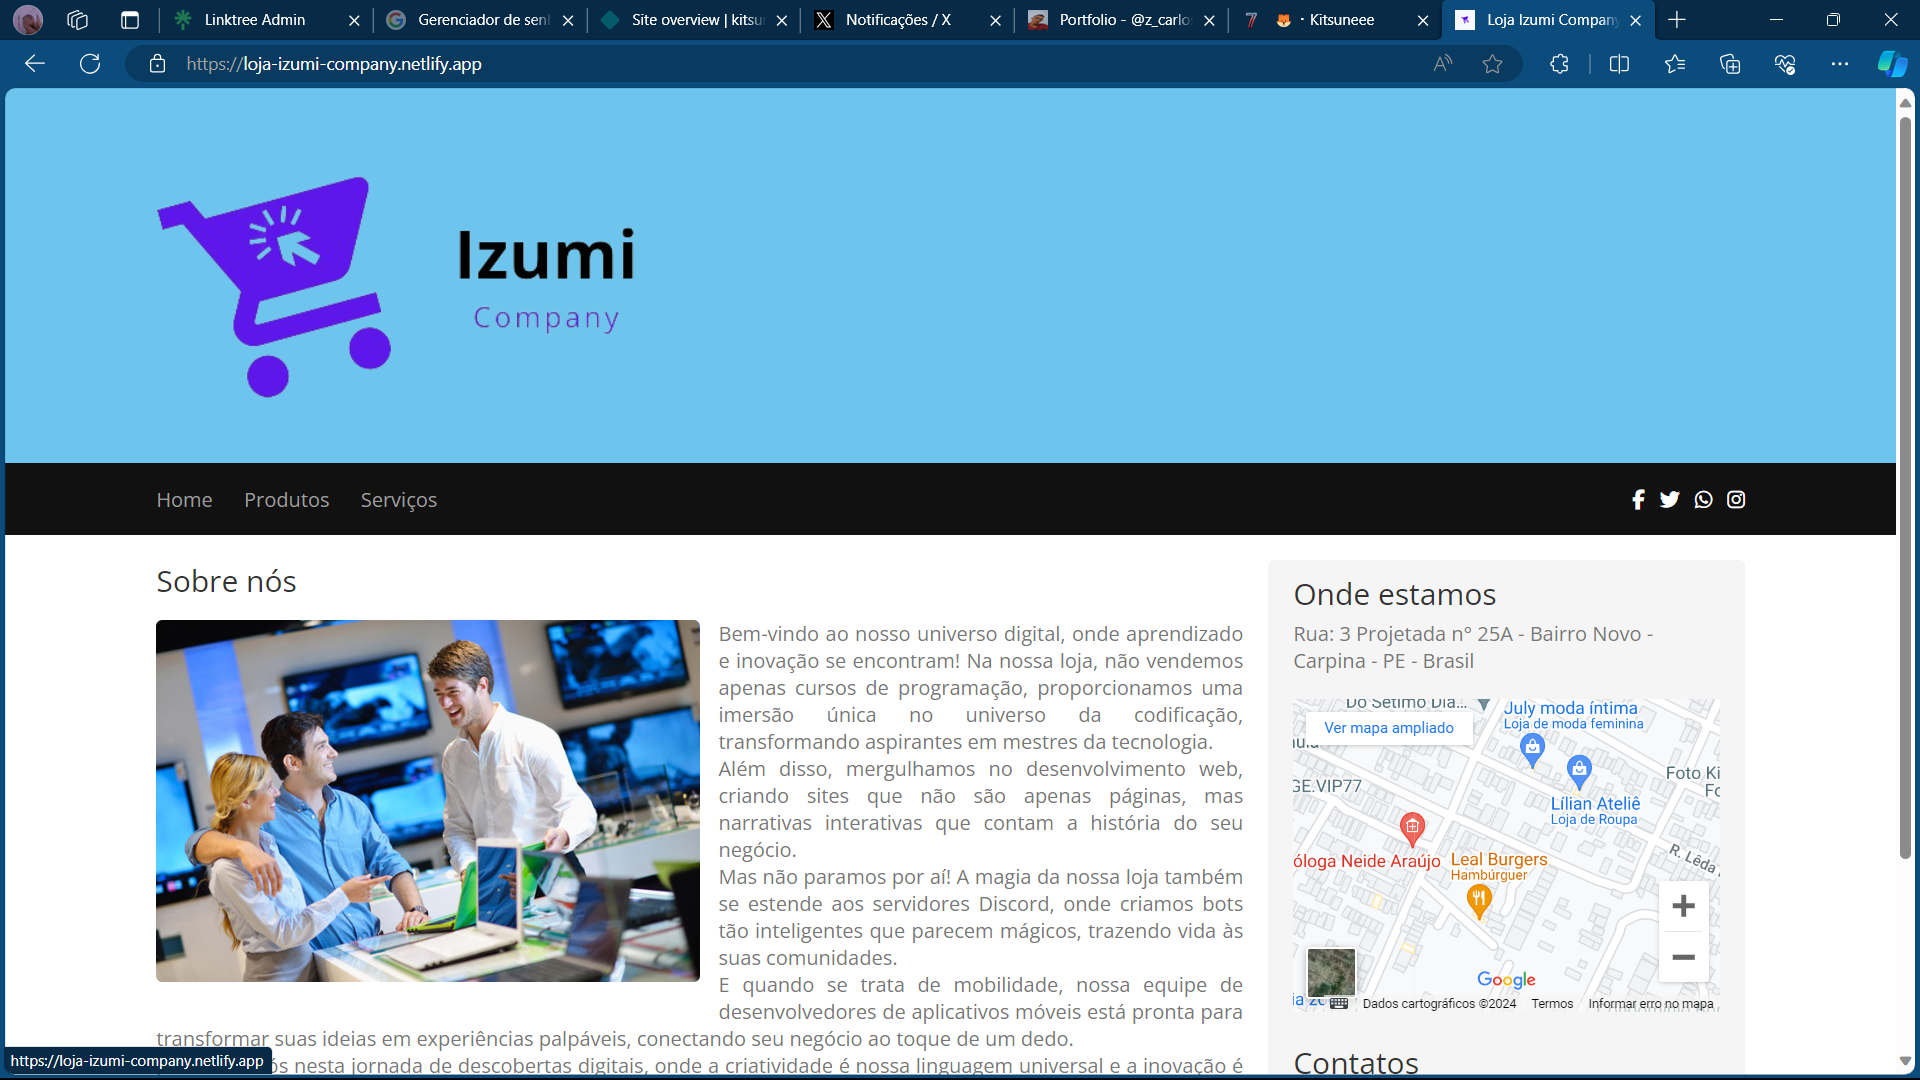 Linktree Admin
Gerenciador de senh
Site overview | kitsu
Notificações / X
Portfolio - @z_carlo
· Kitsuneee
Loja Izumi Company
https://loja-izumi-company.netlify.app
Izumi
Company
Home
Produtos
Serviços
Sobre nós
Bem-vindo ao nosso universo digital, onde aprendizado
e inovação se encontram! Na nossa loja, não vendemos
apenas cursos de programação, proporcionamos uma
imersão única no universo da codificação,
transformando aspirantes em mestres da tecnologia.
Além disso, mergulhamos no desenvolvimento web,
criando sites que não são apenas páginas, mas
narrativas interativas que contam a história do seu
negócio.
Mas não paramos por aí! A magia da nossa loja também
se estende aos servidores Discord, onde criamos bots
tão inteligentes que parecem mágicos, trazendo vida às
suas comunidades.
E quando se trata de mobilidade, nossa equipe de
desenvolvedores de aplicativos móveis está pronta para
transformar suas ideias em experiências palpáveis, conectando seu negócio ao toque de um dedo.
ós nesta jornada de descobertas digitais, onde a criatividade é nossa linguagem universal e a inovação é
Onde estamos
Rua: 3 Projetada n° 25A - Bairro Novo -
Carpina - PE - Brasil
Do Sétimo Dia...
Ver mapa ampliado
July moda íntima
Loja de moda feminina
GE.VIP77
Foto Ki
Fo
Lílian Ateliê
Loja de Roupa
óloga Neide Araújo
Leal Burgers
Hambúrguer
R. Lêda
Google
Dados cartográficos ©2024
Termos
Informar erro no mapa
Contatos
https://loja-izumi-company.netlify.app